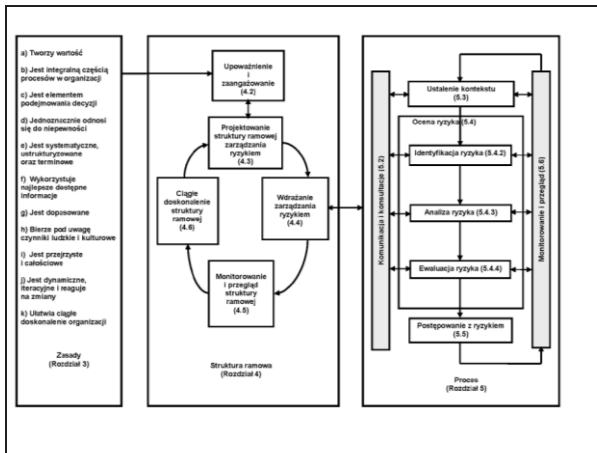 a) Tworzy wartość
b) Jest integralną częścią
procesów w organizacji
c) Jest elementem
podejmowania decyzji
d) Jednoznacznie odnosi
się do niepewności
e) Jest systematyczne,
ustrukturyzowane
oraz terminowe
f) Wykorzystuje
najlepsze dostępne
informacje
g) Jest dopasowane
h) Bierze pod uwagę
czynniki ludzkie i kulturowe
i) Jest przejrzyste
i całościowe
j) Jest dynamiczne,
iteracyjne i reaguje
na zmiany
k) Ułatwia ciągłe
doskonalenie organizacji
Zasady
(Rozdział 3)
Upoważnienie
i
zaangażowanie
(4.2)
Projektowanie
struktury ramowej
zarządzania
ryzykiem
(4.3)
Ciągłe
doskonalenie
struktury
ramowej
(4.6)
Wdrażanie
zarządzania
ryzykiem
(4.4)
Monitorowanie
i przegląd
struktury
ramowej
(4.5)
Struktura ramowa
(Rozdział 4)
Komunikacja i konsultacje (5.2)
Ustalenie kontekstu
(5.3)
Ocena ryzyka (5.4)
Identyfikacja ryzyka (5.4.2)
Analiza ryzyka (5.4.3)
Ewaluacja ryzyka (5.4.4)
Postępowanie z ryzykiem
(5.5)
Monitorowanie i przegląd (5.6)
Proces
(Rozdział 5)